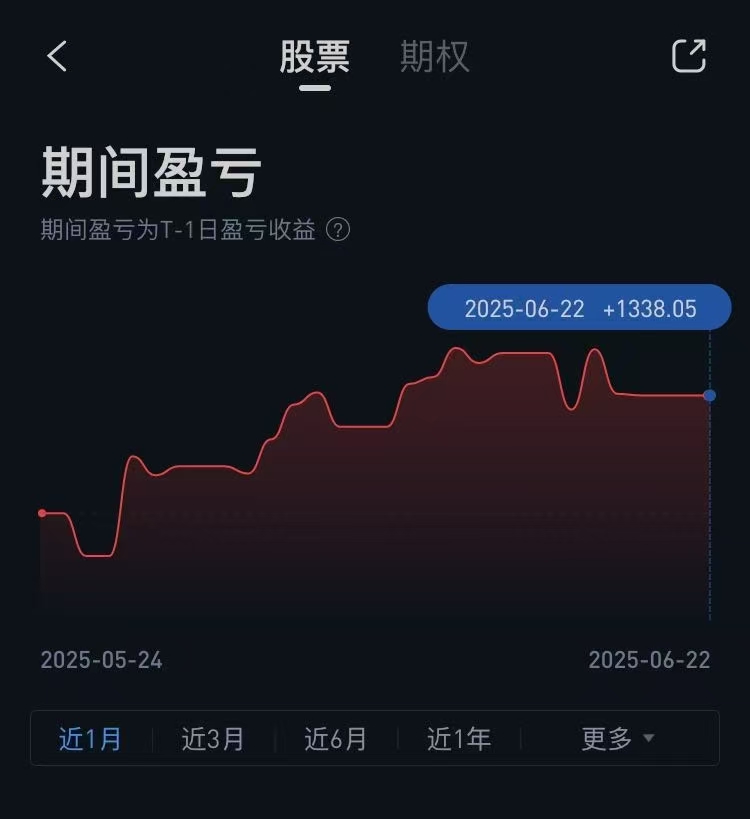 股票 期权
期间盈亏
期间盈亏为T-1日盈亏收益 ?
2025-06-22 +1338.05
2025-05-24 2025-06-22
近1月 近3月 近6月 近1年 更多